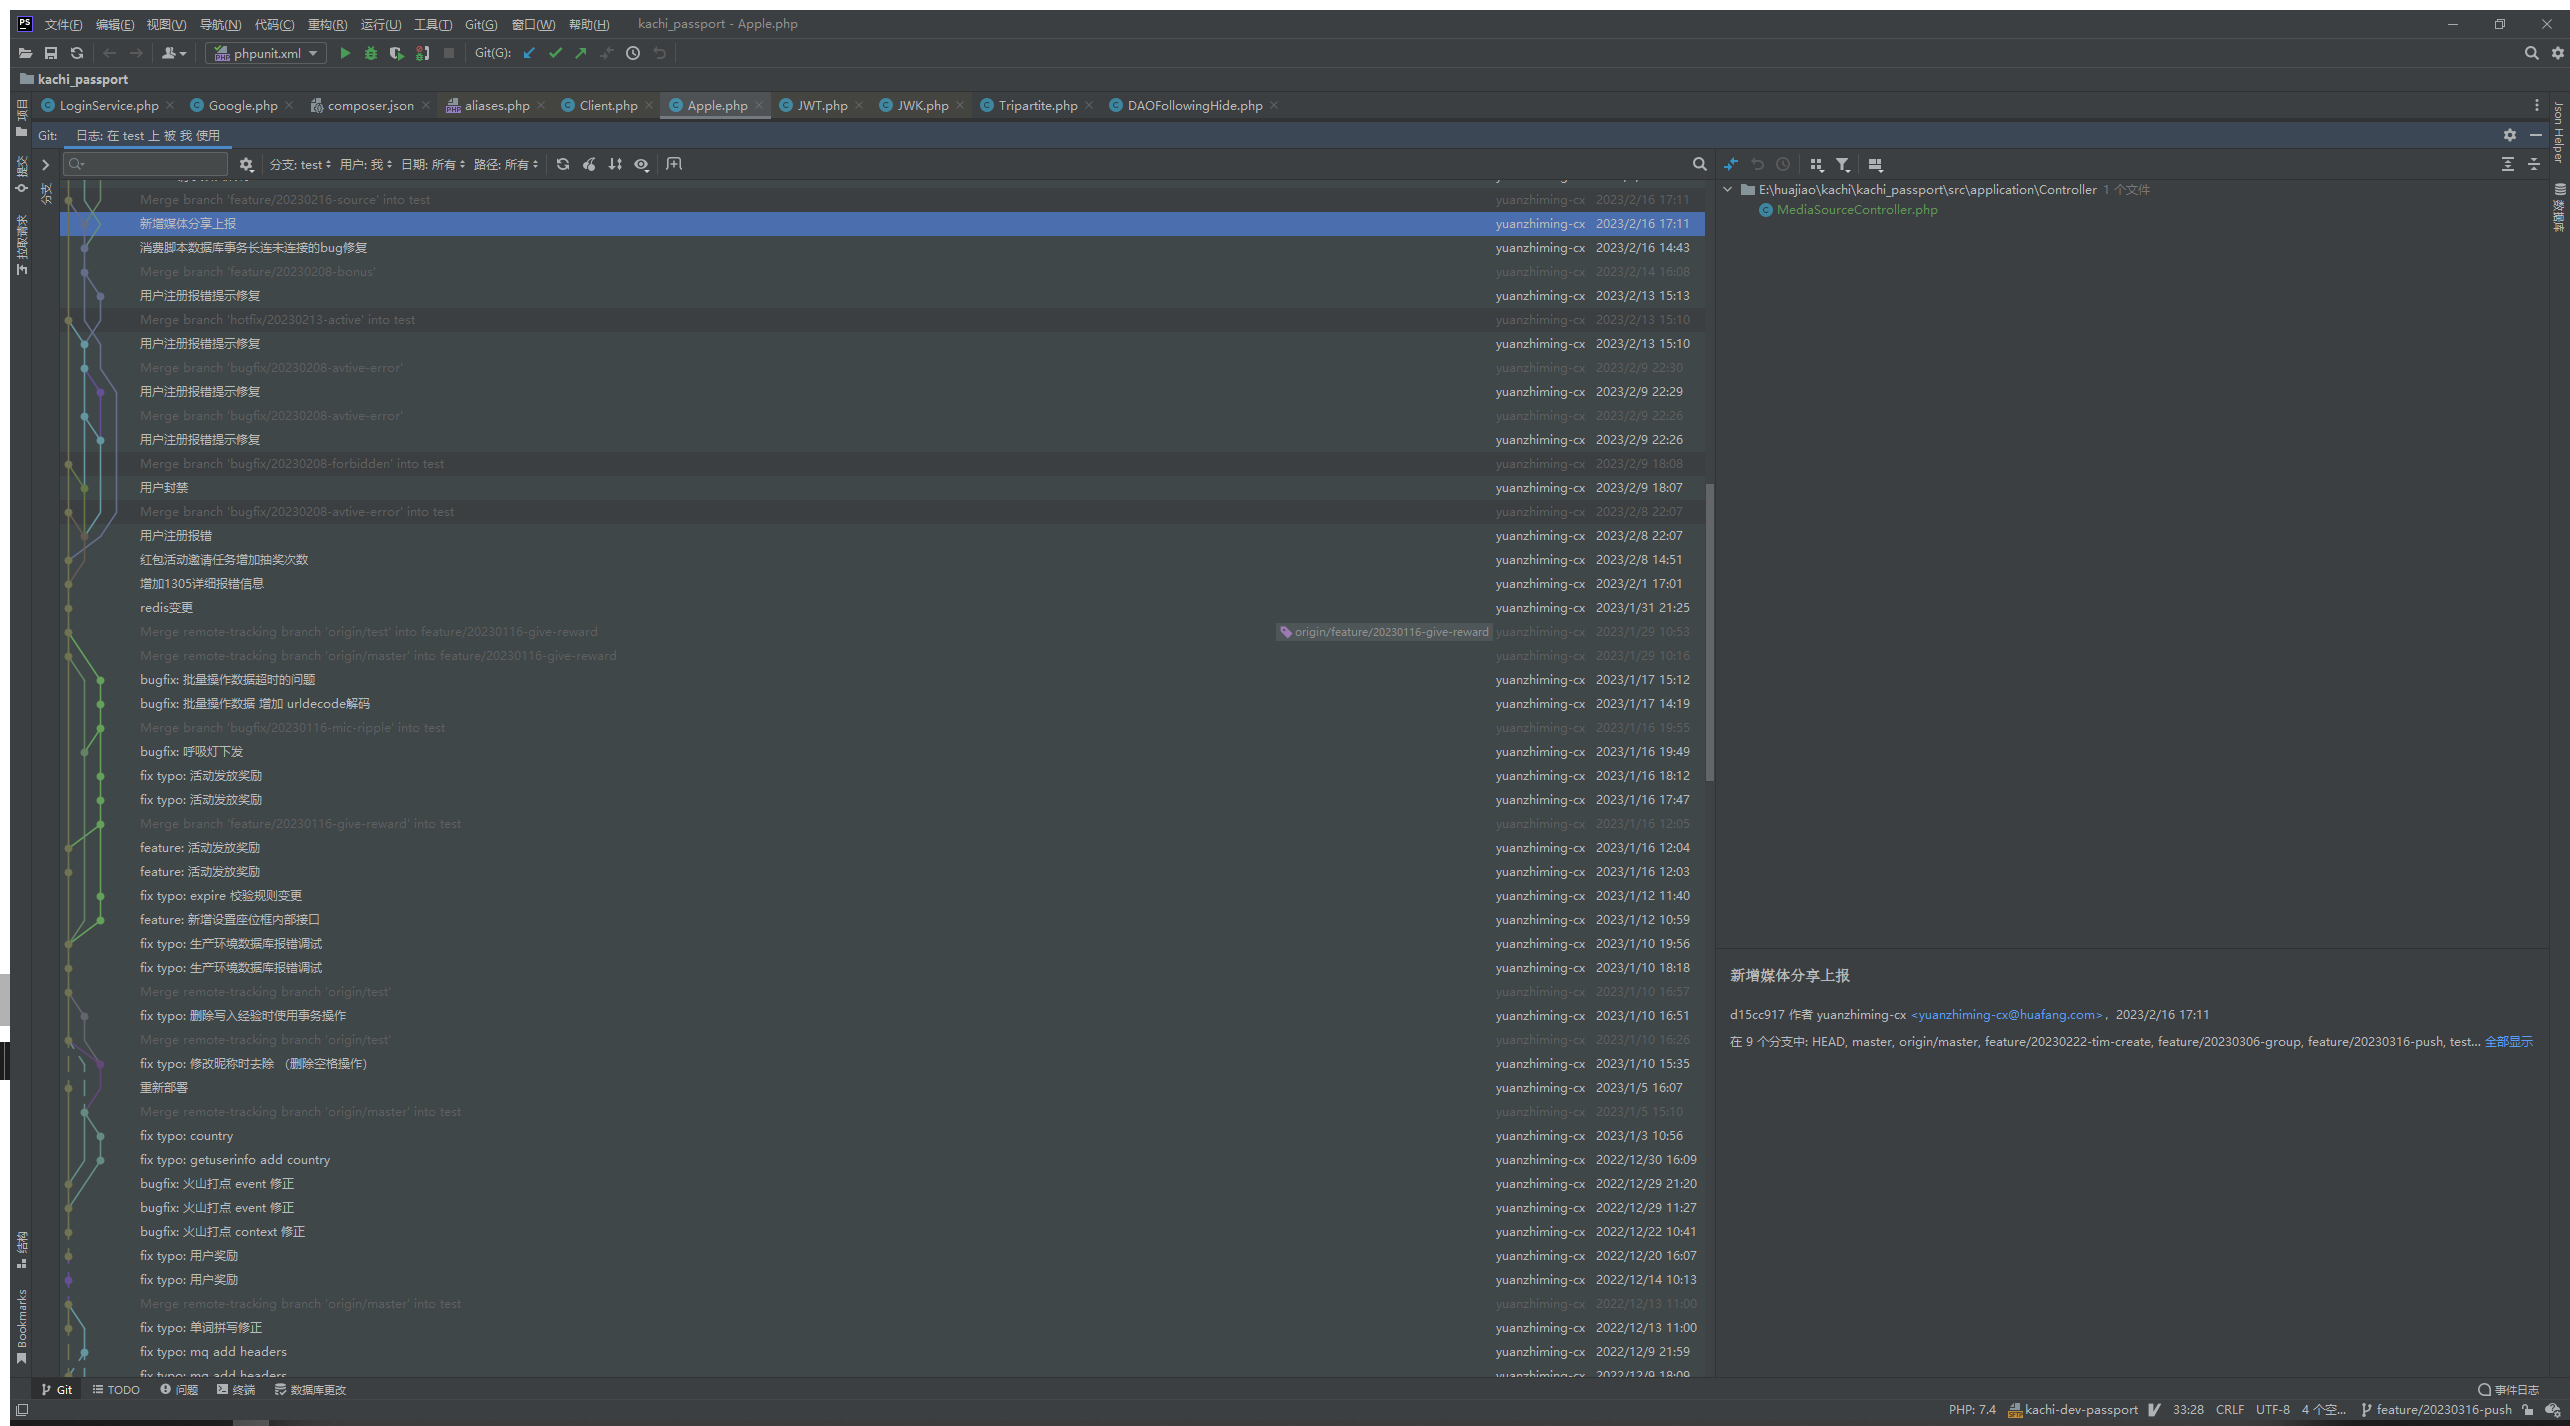 PS 文件(F) 编辑(E) 视图(V) 导航(N) 代码(C) 重构(R) 运行(U) 工具(T) Git(G) 窗口(W) 帮助(H) kachi_passport - Apple.php
phpunit.xml Git(G):
kachi_passport
LoginService.php Google.php composer.json aliases.php Client.php Apple.php JWT.php JWK.php Tripartite.php DAOFollowingHide.php
Git: 日志: 在 test 上 被 我 使用
分支: test 用户: 我 日期: 所有 路径: 所有
Merge branch 'feature/20230216-source' into test yuanzhiming-cx 2023/2/16 17:11
新增媒体分享上报 yuanzhiming-cx 2023/2/16 17:11
消费脚本数据库事务长连未连接的bug修复 yuanzhiming-cx 2023/2/16 14:43
Merge branch 'feature/20230208-bonus' yuanzhiming-cx 2023/2/14 16:08
用户注册报错提示修复 yuanzhiming-cx 2023/2/13 15:13
Merge branch 'hotfix/20230213-active' into test yuanzhiming-cx 2023/2/13 15:10
用户注册报错提示修复 yuanzhiming-cx 2023/2/13 15:10
Merge branch 'bugfix/20230208-avtive-error' yuanzhiming-cx 2023/2/9 22:30
用户注册报错提示修复 yuanzhiming-cx 2023/2/9 22:29
Merge branch 'bugfix/20230208-avtive-error' yuanzhiming-cx 2023/2/9 22:26
用户注册报错提示修复 yuanzhiming-cx 2023/2/9 22:26
Merge branch 'bugfix/20230208-forbidden' into test yuanzhiming-cx 2023/2/9 18:08
用户封禁 yuanzhiming-cx 2023/2/9 18:07
Merge branch 'bugfix/20230208-avtive-error' into test yuanzhiming-cx 2023/2/8 22:07
用户注册报错 yuanzhiming-cx 2023/2/8 22:07
红包活动邀请任务增加抽奖次数 yuanzhiming-cx 2023/2/8 14:51
增加1305详细报错信息 yuanzhiming-cx 2023/2/1 17:01
redis变更 yuanzhiming-cx 2023/1/31 21:25
Merge remote-tracking branch 'origin/test' into feature/20230116-give-reward origin/feature/20230116-give-reward yuanzhiming-cx 2023/1/29 10:53
Merge remote-tracking branch 'origin/master' into feature/20230116-give-reward yuanzhiming-cx 2023/1/29 10:16
bugfix: 批量操作数据超时的问题 yuanzhiming-cx 2023/1/17 15:12
bugfix: 批量操作数据 增加 urldecode解码 yuanzhiming-cx 2023/1/17 14:19
Merge branch 'bugfix/20230116-mic-ripple' into test yuanzhiming-cx 2023/1/16 19:55
bugfix: 呼吸灯下发 yuanzhiming-cx 2023/1/16 19:49
fix typo: 活动发放奖励 yuanzhiming-cx 2023/1/16 18:12
fix typo: 活动发放奖励 yuanzhiming-cx 2023/1/16 17:47
Merge branch 'feature/20230116-give-reward' into test yuanzhiming-cx 2023/1/16 12:05
feature: 活动发放奖励 yuanzhiming-cx 2023/1/16 12:04
feature: 活动发放奖励 yuanzhiming-cx 2023/1/16 12:03
fix typo: expire 校验规则变更 yuanzhiming-cx 2023/1/12 11:40
feature: 新增设置座位框内部接口 yuanzhiming-cx 2023/1/12 10:59
fix typo: 生产环境数据库报错调试 yuanzhiming-cx 2023/1/10 19:56
fix typo: 生产环境数据库报错调试 yuanzhiming-cx 2023/1/10 18:18
Merge remote-tracking branch 'origin/test' yuanzhiming-cx 2023/1/10 16:57
fix typo: 删除写入经验时使用事务操作 yuanzhiming-cx 2023/1/10 16:51
Merge remote-tracking branch 'origin/test' yuanzhiming-cx 2023/1/10 16:26
fix typo: 修改昵称时去除 （删除空格操作） yuanzhiming-cx 2023/1/10 15:35
重新部署 yuanzhiming-cx 2023/1/5 16:07
Merge remote-tracking branch 'origin/master' into test yuanzhiming-cx 2023/1/5 15:10
fix typo: country yuanzhiming-cx 2023/1/3 10:56
fix typo: getuserinfo add country yuanzhiming-cx 2022/12/30 16:09
bugfix: 火山打点 event 修正 yuanzhiming-cx 2022/12/29 21:20
bugfix: 火山打点 event 修正 yuanzhiming-cx 2022/12/29 11:27
bugfix: 火山打点 context 修正 yuanzhiming-cx 2022/12/22 10:41
fix typo: 用户奖励 yuanzhiming-cx 2022/12/20 16:07
fix typo: 用户奖励 yuanzhiming-cx 2022/12/14 10:13
Merge remote-tracking branch 'origin/master' into test yuanzhiming-cx 2022/12/13 11:00
fix typo: 单词拼写修正 yuanzhiming-cx 2022/12/13 11:00
fix typo: mq add headers yuanzhiming-cx 2022/12/9 21:59
fix typo: mq add headers yuanzhiming-cx 2022/12/9 18:09
E:\huajiao\kachi\kachi_passport\src\application\Controller 1 个文件
MediaSourceController.php
新增媒体分享上报
d15cc917 作者 yuanzhiming-cx <yuanzhiming-cx@huafang.com>，2023/2/16 17:11
在 9 个分支中: HEAD, master, origin/master, feature/20230222-tim-create, feature/20230306-group, feature/20230316-push, test... 全部显示
项目
提交
拉取请求
分支
结构
Bookmarks
Json Helper
数据库
Git TODO 问题 终端 数据库更改 事件日志
PHP: 7.4 kachi-dev-passport 33:28 CRLF UTF-8 4 个空... feature/20230316-push